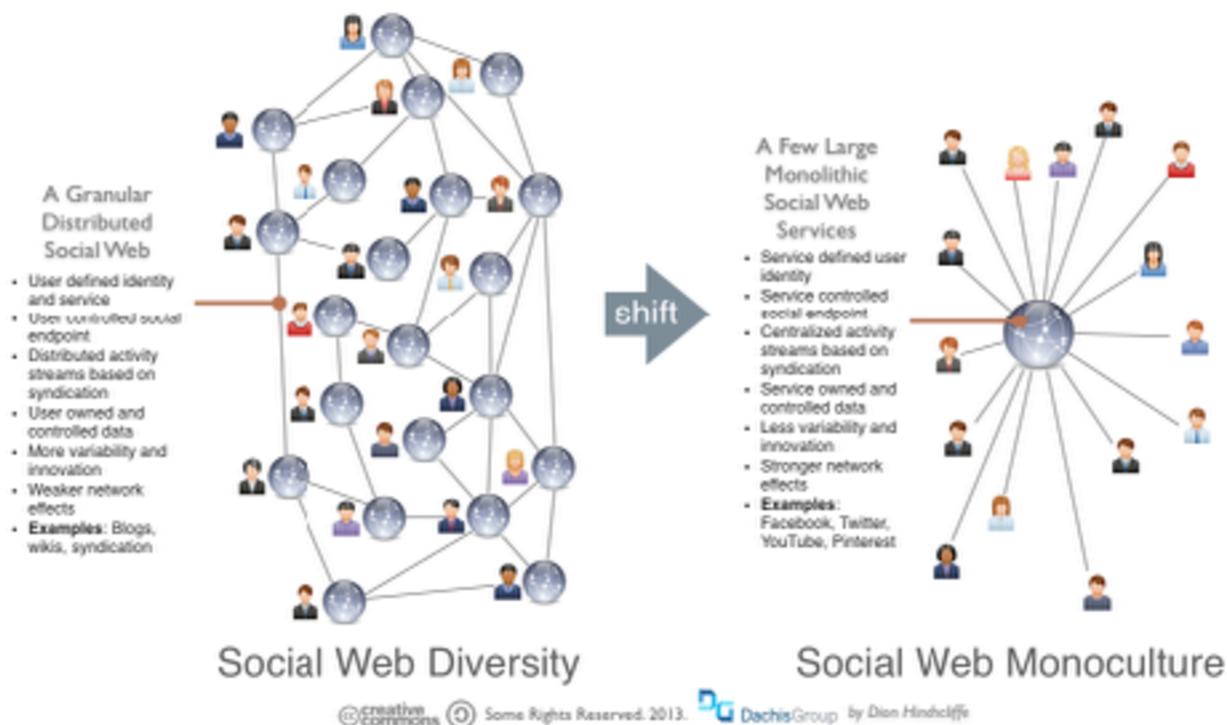 A Granular
Distributed
Social Web
• User defined identity
and service
• User controlled social
endpoint
• Distributed activity
streams based on
syndication
• User owned and
controlled data
• More variability and
innovation
• Weaker network
effects
• Examples: Blogs,
wikis, syndication
shift
A Few Large
Monolithic
Social Web
Services
• Service defined user
identity
• Service controlled
social endpoint
• Centralized activity
streams based on
syndication
• Service owned and
controlled data
• Less variability and
innovation
• Stronger network
effects
• Examples:
Facebook, Twitter,
YouTube, Pinterest
Social Web Diversity
Social Web Monoculture
cc creative
commons
Some Rights Reserved. 2013.
DG DachisGroup by Dion Hinchcliffe